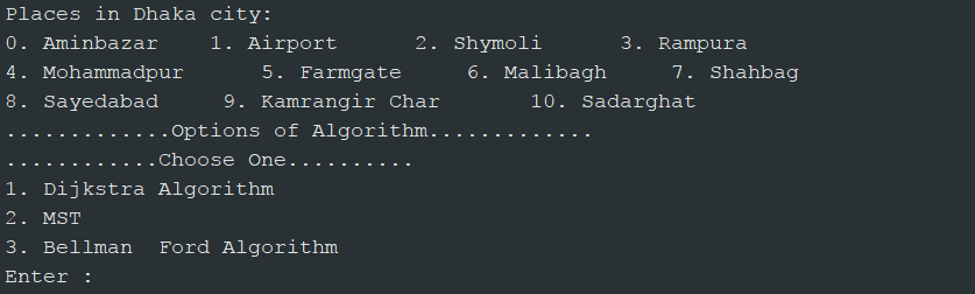 Places in Dhaka city:
0. Aminbazar 1. Airport 2. Shymoli 3. Rampura
4. Mohammadpur 5. Farmgate 6. Malibagh 7. Shahbag
8. Sayedabad 9. Kamrangir Char 10. Sadarghat
.............Options of Algorithm.............
............Choose One..........
1. Dijkstra Algorithm
2. MST
3. Bellman  Ford Algorithm
Enter :